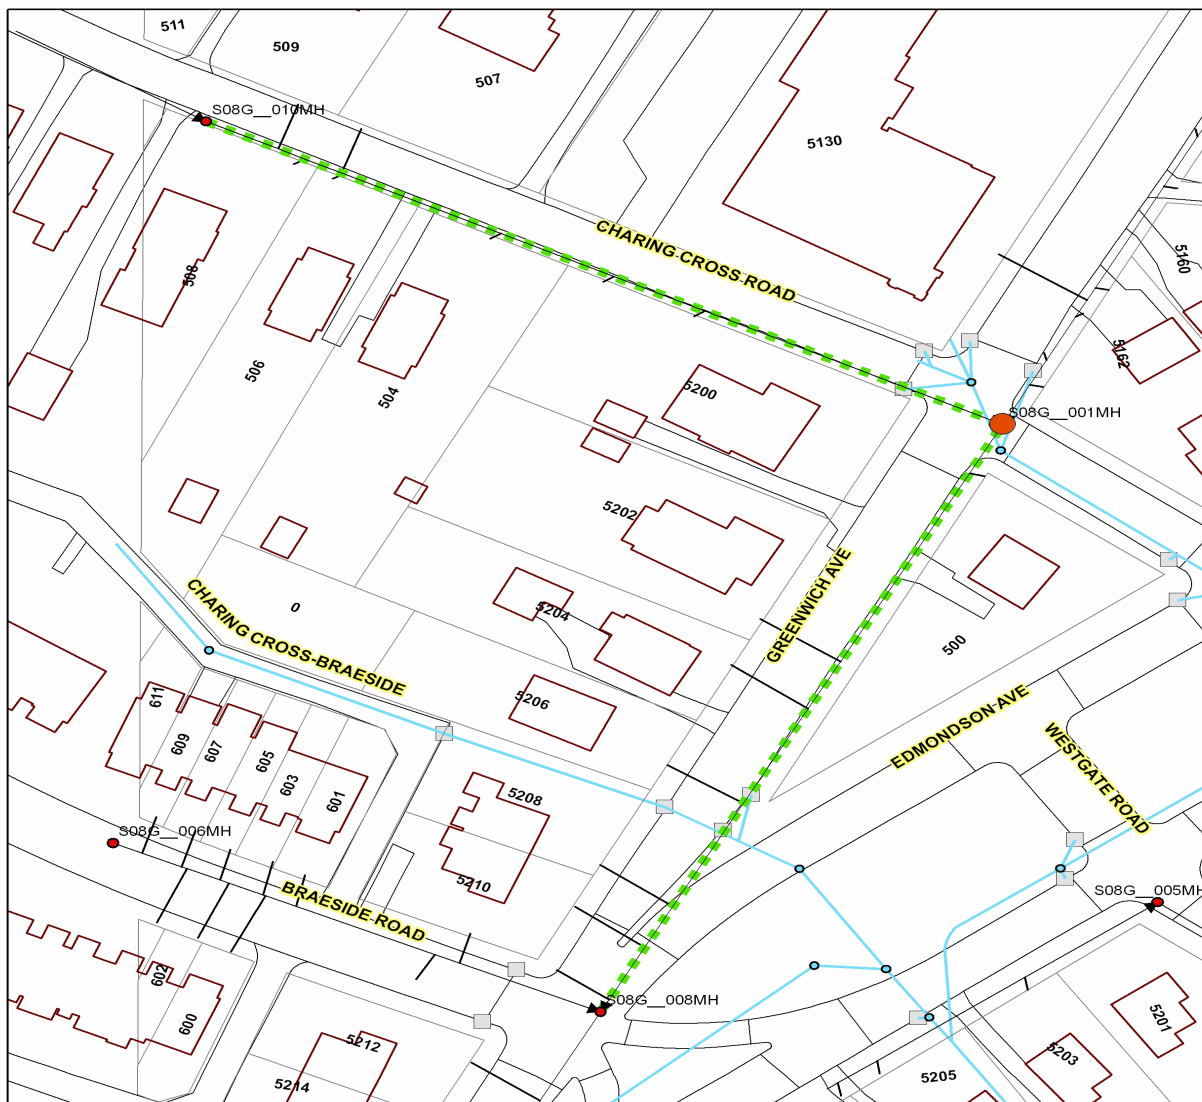 511
509
507
S08G__010MH
5130
CHARING CROSS ROAD
5160
508
5162
506
504
5200
S08G__001MH
5202
GREENWICH AVE
CHARING CROSS-BRAESIDE
0
5204
500
5206
EDMONDSON AVE
WESTGATE ROAD
611
609
607
605
603
601
5208
S08G__006MH
5210
BRAESIDE ROAD
S08G__005MH
602
600
S08G__008MH
5212
5214
5201
5203
5205